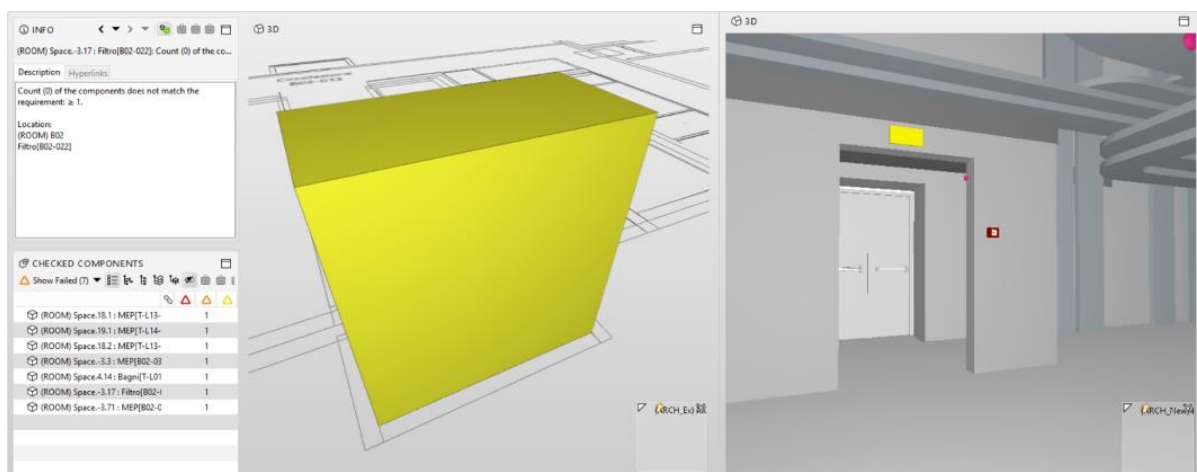 INFO
(ROOM) Space.-3.17 : Filtro[B02-022]: Count (0) of the co...
Description Hyperlinks
Count (0) of the components does not match the
requirement: ≥ 1.
Location:
(ROOM) B02
Filtro[B02-022]
CHECKED COMPONENTS
Show Failed (7)
(ROOM) Space.18.1 : MEP[T-L13-
1
(ROOM) Space.19.1 : MEP[T-L14-
1
(ROOM) Space.18.2 : MEP[T-L13-
1
(ROOM) Space.-3.3 : MEP[B02-03
1
(ROOM) Space.4.14 : Bagni[T-L01
1
(ROOM) Space.-3.17 : Filtro[B02-
1
(ROOM) Space.-3.71 : MEP[B02-0
1
3D
3D